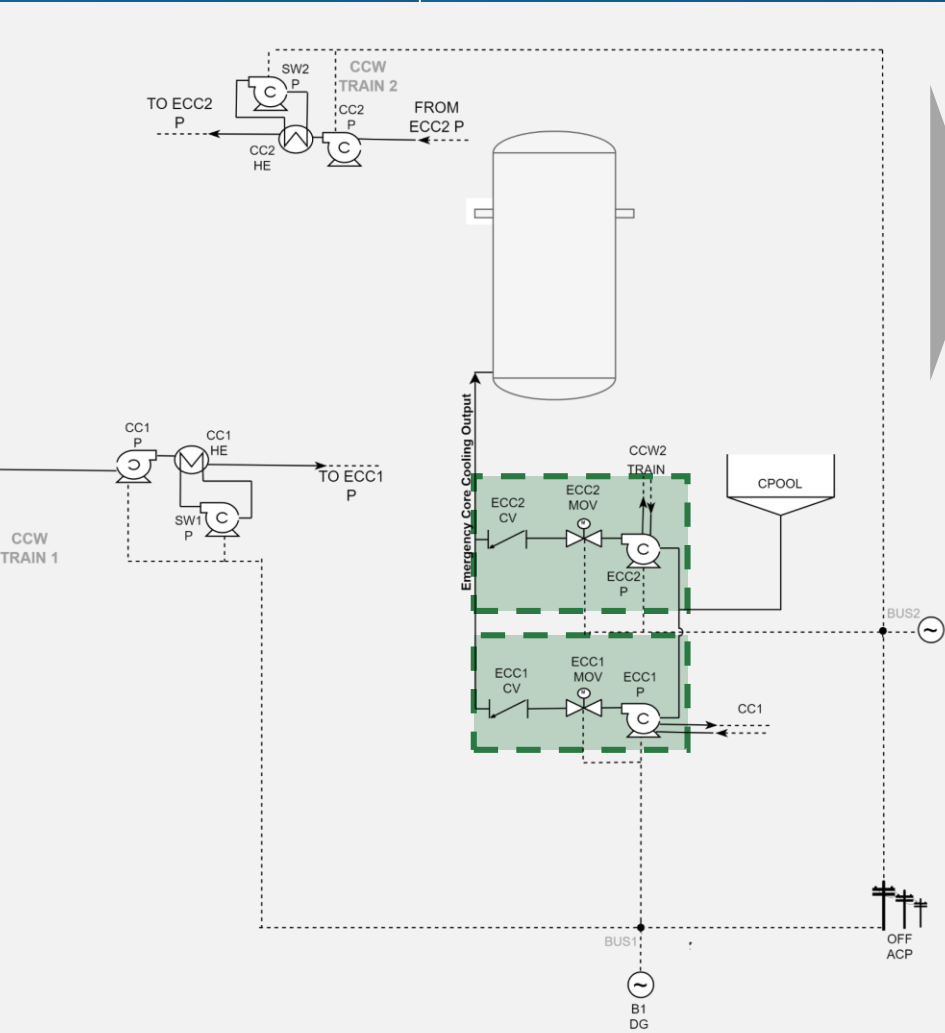 SW2
P
CCW
TRAIN 2
TO ECC2
P
CC2
P
FROM
ECC2 P
CC2
HE
CC1
P
CC1
HE
TO ECC1
P
SW1
P
CCW
TRAIN 1
Emergency Core Cooling Output
CCW2
TRAIN
CPOOL
ECC2
CV
ECC2
MOV
M
C
ECC2
P
BUS2
ECC1
CV
ECC1
MOV
M
ECC1
P
C
CC1
BUS1
OFF
ACP
B1
DG